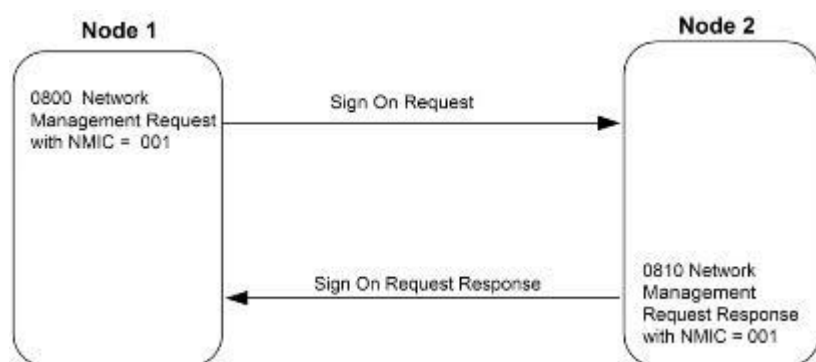 Node 1
Node 2
0800 Network
Management Request
with NMIC = 001
Sign On Request
Sign On Request Response
0810 Network
Management
Request Response
with NMIC = 001